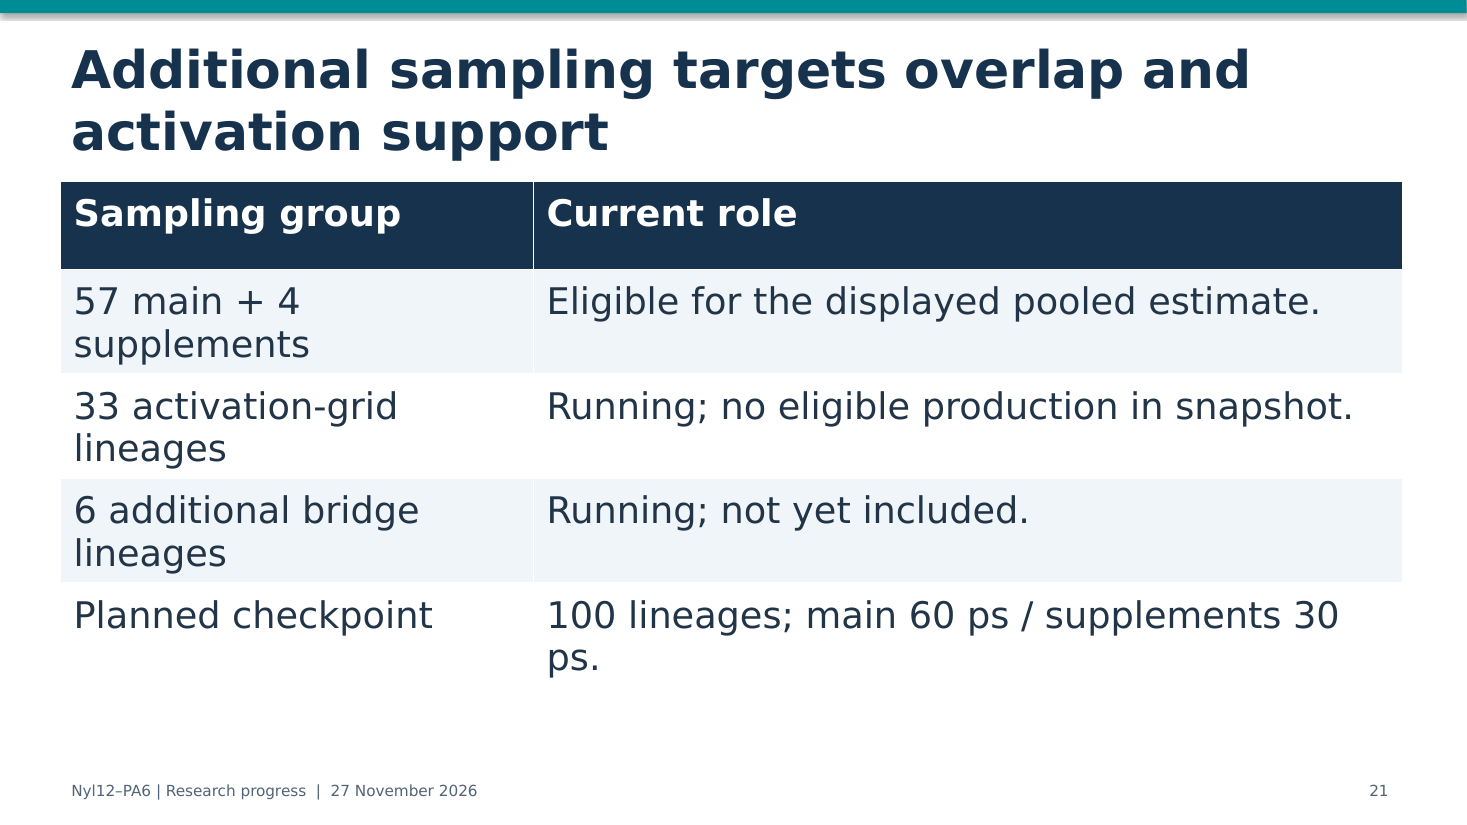 Additional sampling targets overlap and
activation support
Sampling group
Current role
57 main + 4
supplements
Eligible for the displayed pooled estimate.
33 activation-grid
lineages
Running; no eligible production in snapshot.
6 additional bridge
lineages
Running; not yet included.
Planned checkpoint
100 lineages; main 60 ps / supplements 30
ps.
Nyl12–PA6 | Research progress | 27 November 2026
21